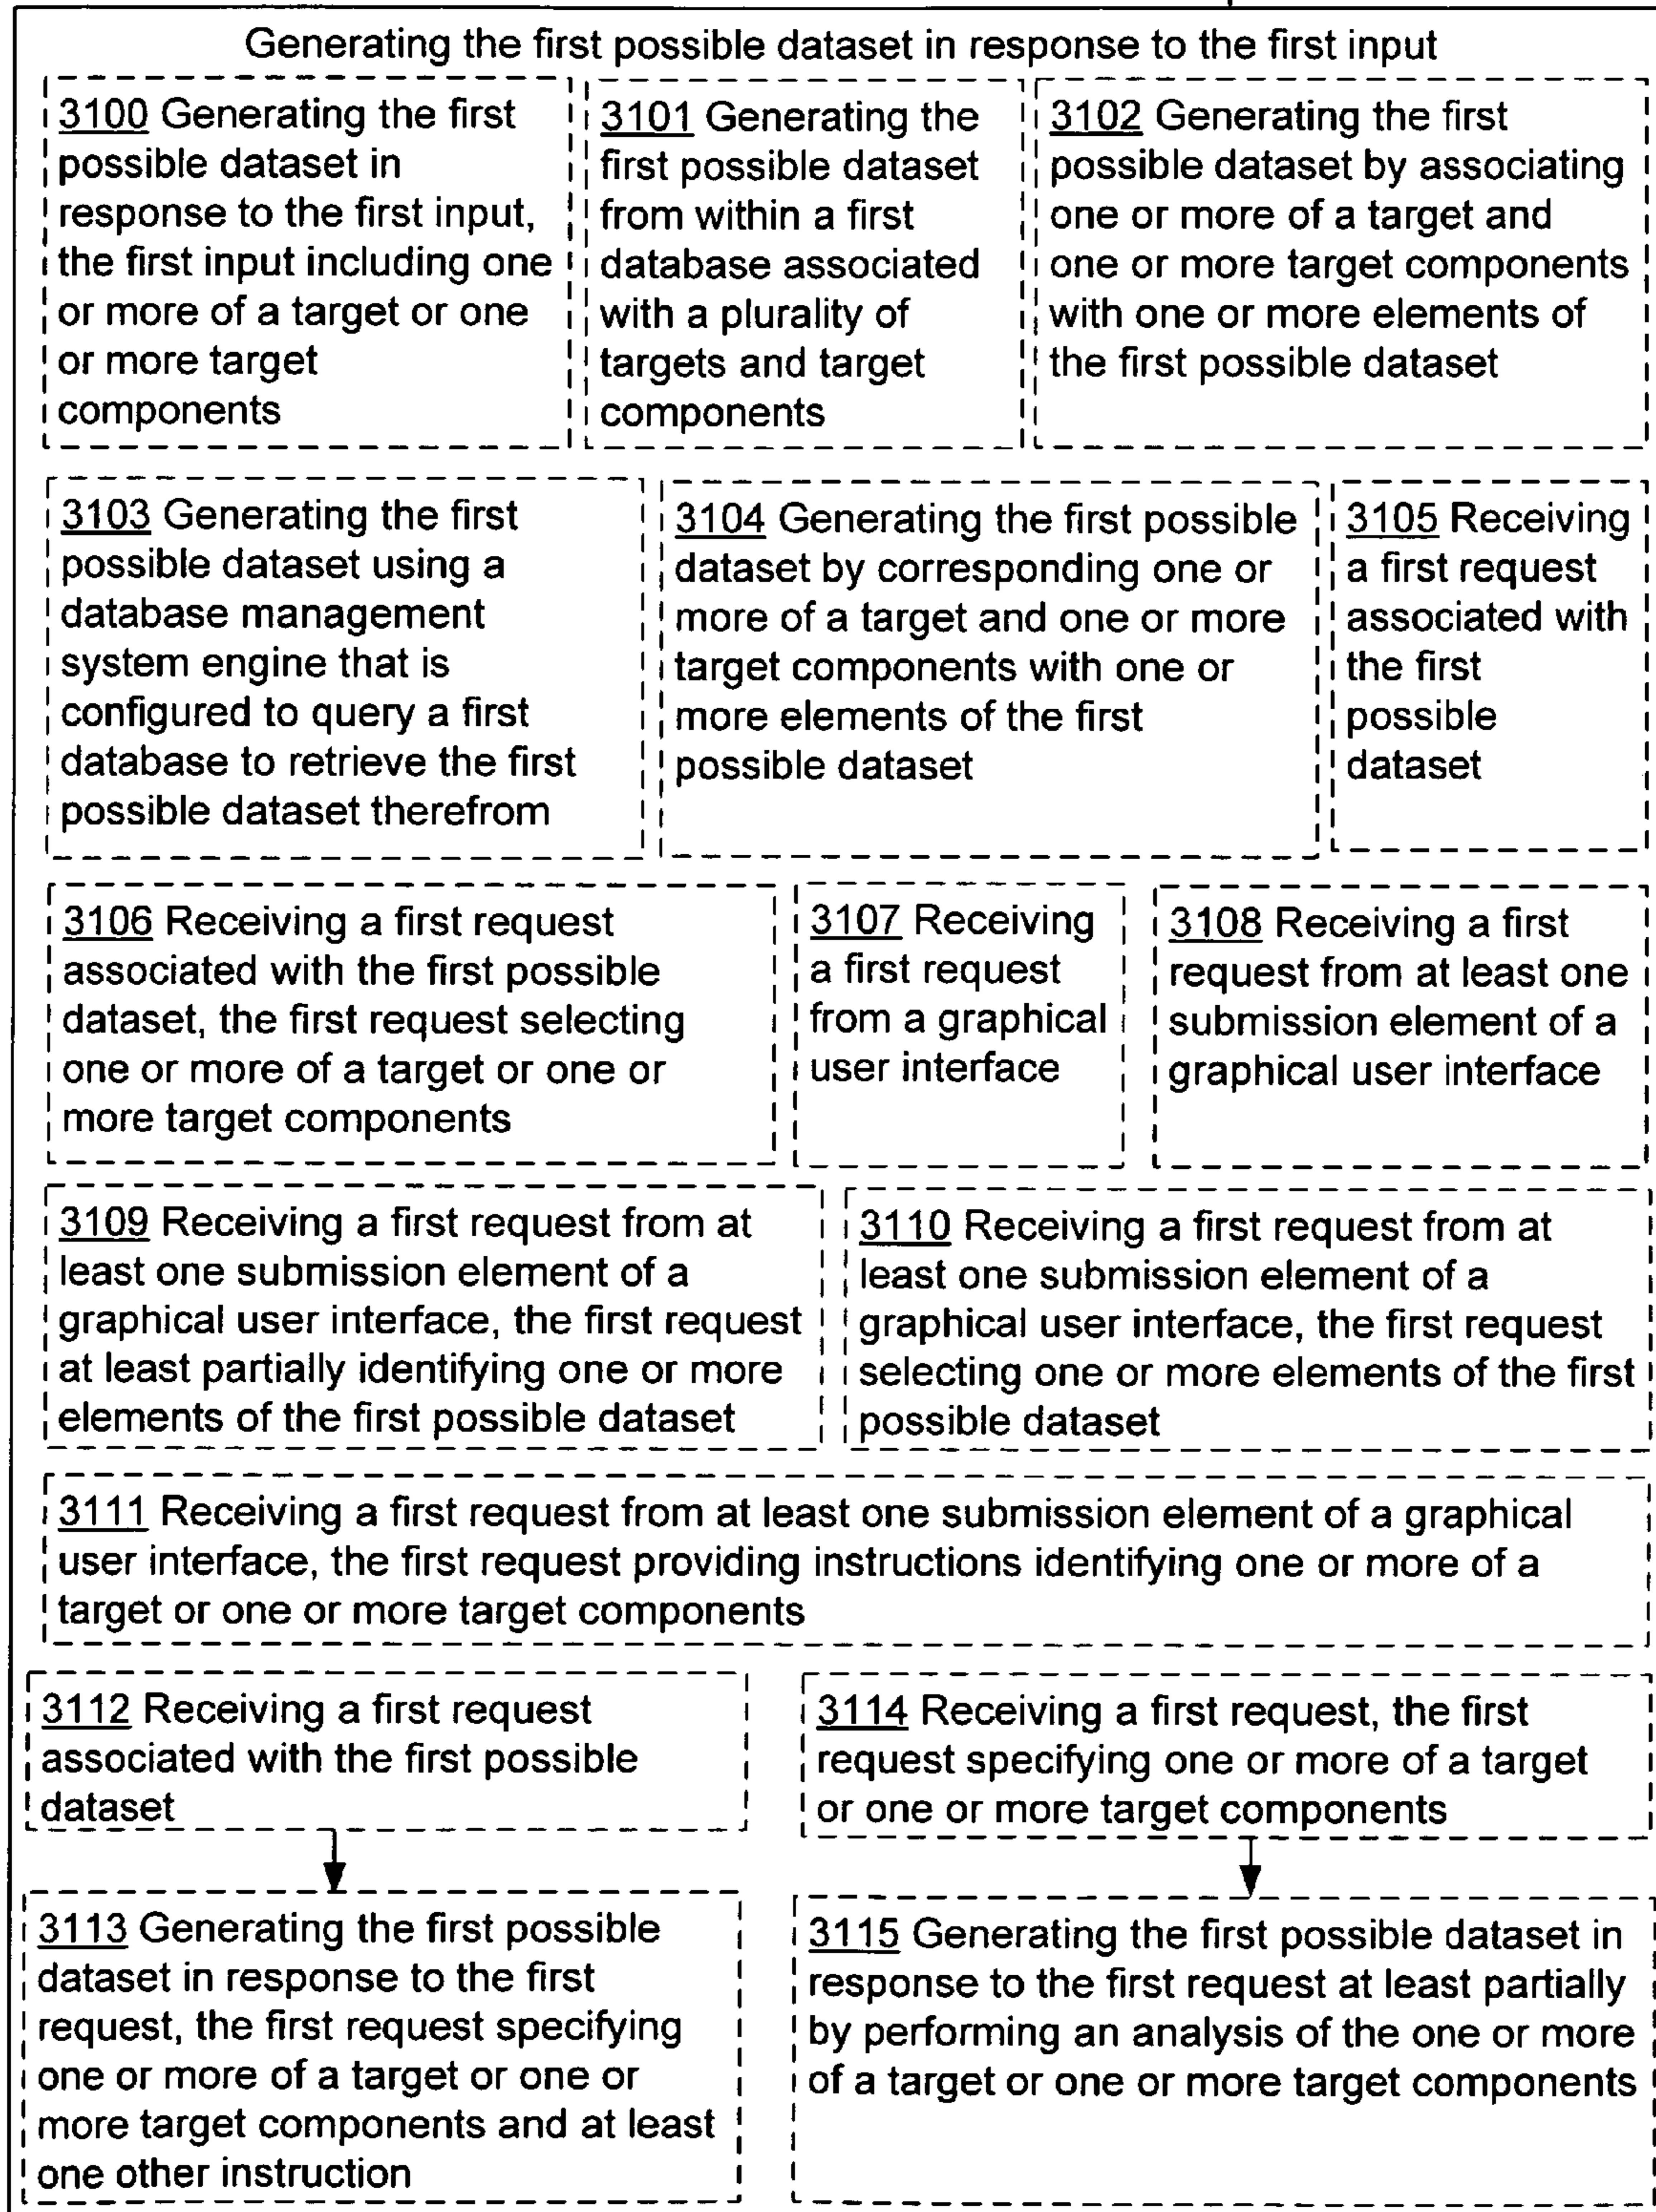 Generating the first possible dataset in response to the first input
3100 Generating the first
possible dataset in
response to the first input,
the first input including one
or more of a target or one
or more target
components
3101 Generating the
first possible dataset
from within a first
database associated
with a plurality of
targets and target
components
3102 Generating the first
possible dataset by associating
one or more of a target and
one or more target components
with one or more elements of
the first possible dataset
3103 Generating the first
possible dataset using a
database management
system engine that is
configured to query a first
database to retrieve the first
possible dataset therefrom
3104 Generating the first possible
dataset by corresponding one or
more of a target and one or more
target components with one or
more elements of the first
possible dataset
3105 Receiving
a first request
associated with
the first
possible
dataset
3106 Receiving a first request
associated with the first possible
dataset, the first request selecting
one or more of a target or one or
more target components
3107 Receiving
a first request
from a graphical
user interface
3108 Receiving a first
request from at least one
submission element of a
graphical user interface
3109 Receiving a first request from at
least one submission element of a
graphical user interface, the first request
at least partially identifying one or more
elements of the first possible dataset
3110 Receiving a first request from at
least one submission element of a
graphical user interface, the first request
selecting one or more elements of the first
possible dataset
3111 Receiving a first request from at least one submission element of a graphical
user interface, the first request providing instructions identifying one or more of a
target or one or more target components
3112 Receiving a first request
associated with the first possible
dataset
3114 Receiving a first request, the first
request specifying one or more of a target
or one or more target components
3113 Generating the first possible
dataset in response to the first
request, the first request specifying
one or more of a target or one or
more target components and at least
one other instruction
3115 Generating the first possible dataset in
response to the first request at least partially
by performing an analysis of the one or more
of a target or one or more target components